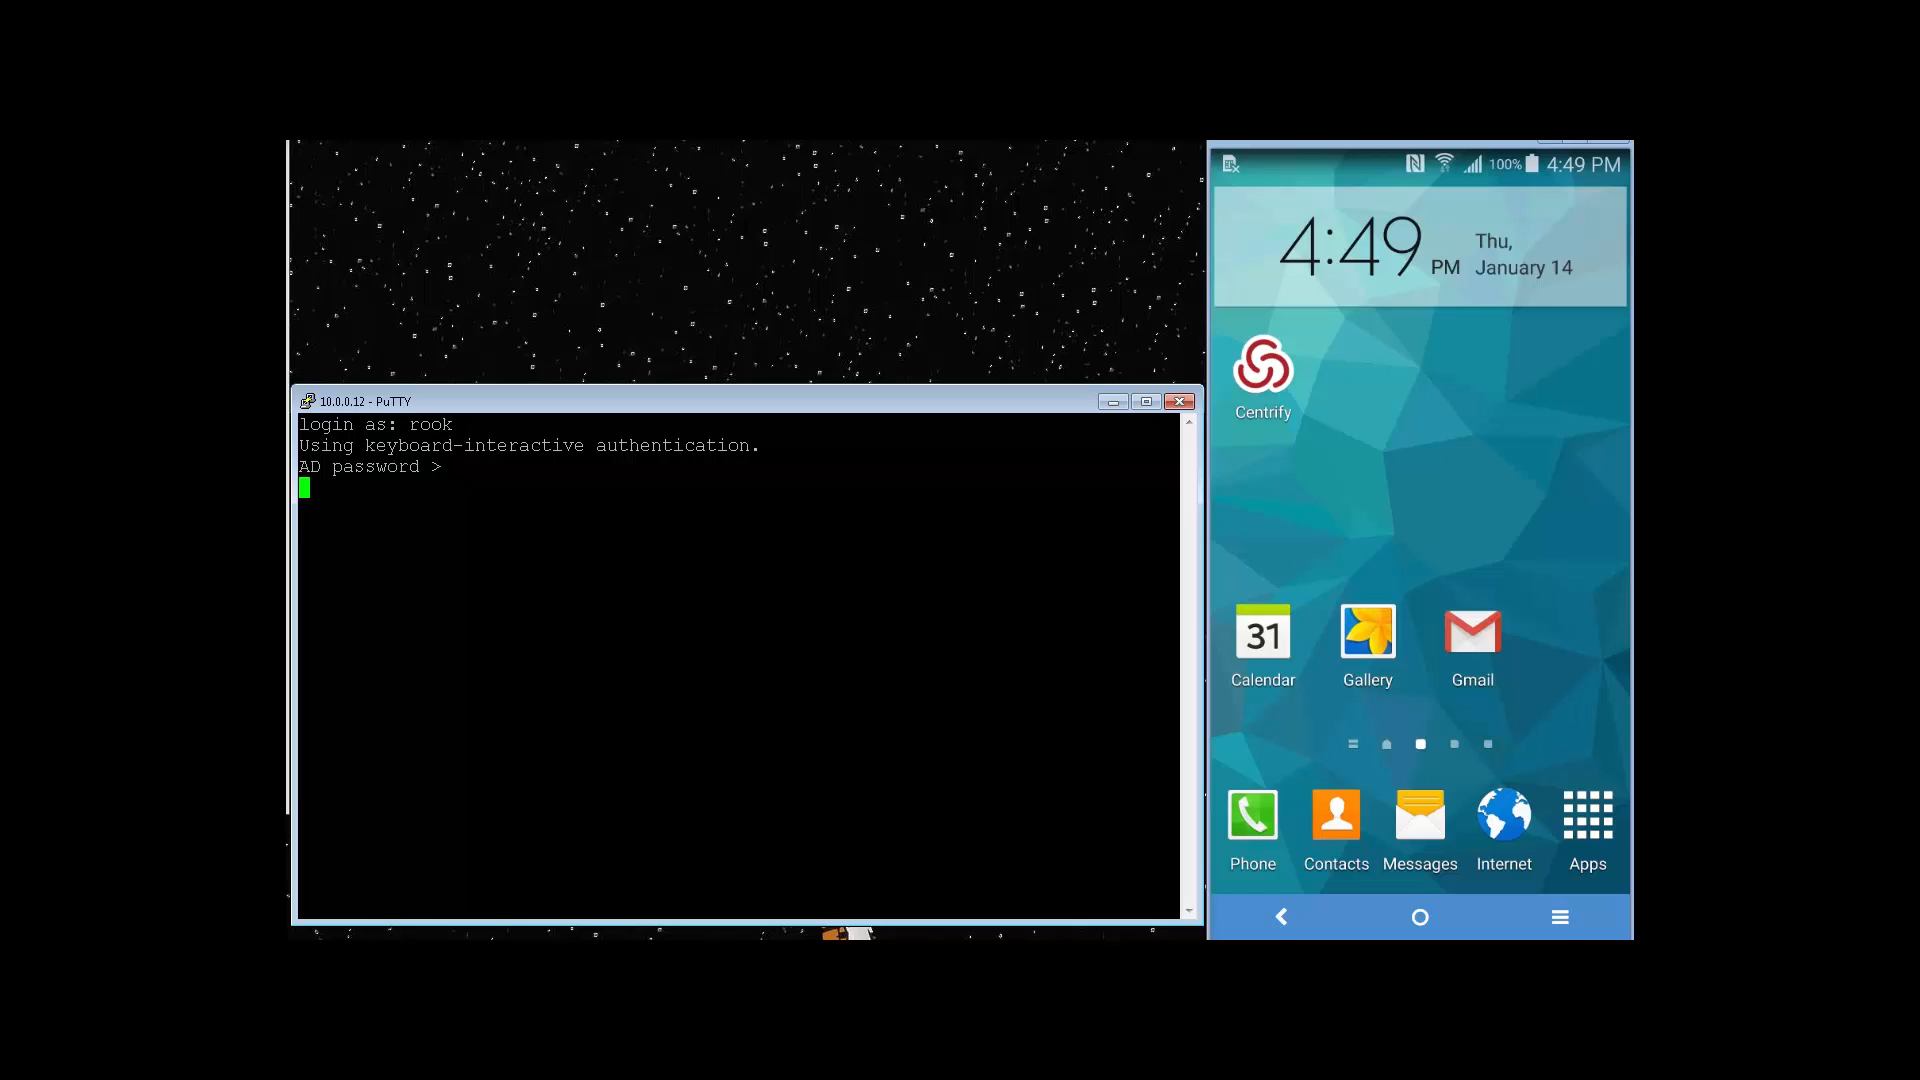 10.0.0.12 - PuTTY
login as: rook
Using keyboard-interactive authentication.
AD password >
100% 4:49 PM
4:49 PM
Thu,
January 14
Centrify
31
Calendar
Gallery
Gmail
Phone
Contacts
Messages
Internet
Apps